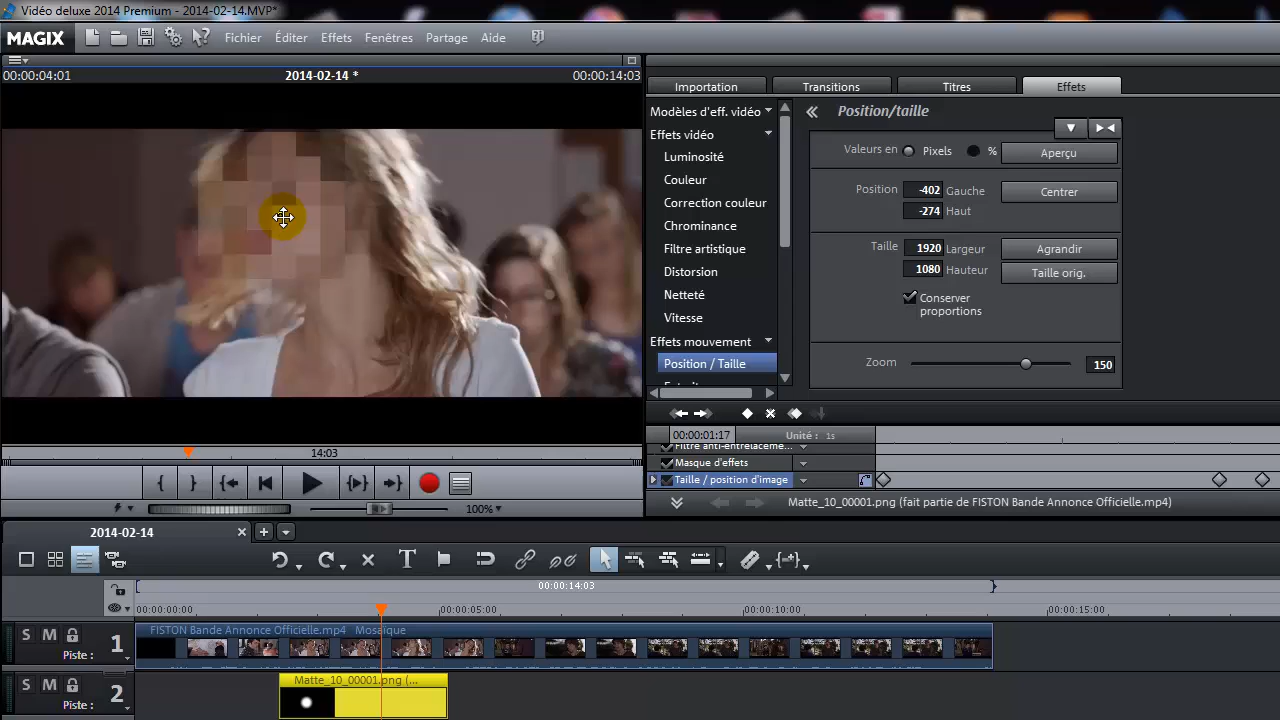 Vidéo deluxe 2014 Premium - 2014-02-14.MVP*
MAGIX
Fichier Éditer Effets Fenêtres Partage Aide
00:00:04:01 2014-02-14 * 00:00:14:03
Importation Transitions Titres Effets
Modèles d'eff. vidéo
Effets vidéo
Luminosité
Couleur
Correction couleur
Chrominance
Filtre artistique
Distorsion
Netteté
Vitesse
Effets mouvement
Position / Taille
Position/taille
Valeurs en Pixels % Aperçu
Position -402 Gauche Centrer
-274 Haut
Taille 1920 Largeur Agrandir
1080 Hauteur Taille orig.
Conserver
proportions
Zoom 150
14:03
100%
00:00:01:17 Unité : 1s
Filtre anti-entrelaceme...
Masque d'effets
Taille / position d'image
Matte_10_00001.png (fait partie de FISTON Bande Annonce Officielle.mp4)
2014-02-14
00:00:14:03
00:00:00:00 00:00:05:00 00:00:10:00 00:00:15:00
S M 1
Piste :
FISTON Bande Annonce Officielle.mp4 Mosaïque
S M 2
Piste :
Matte_10_00001.png (...